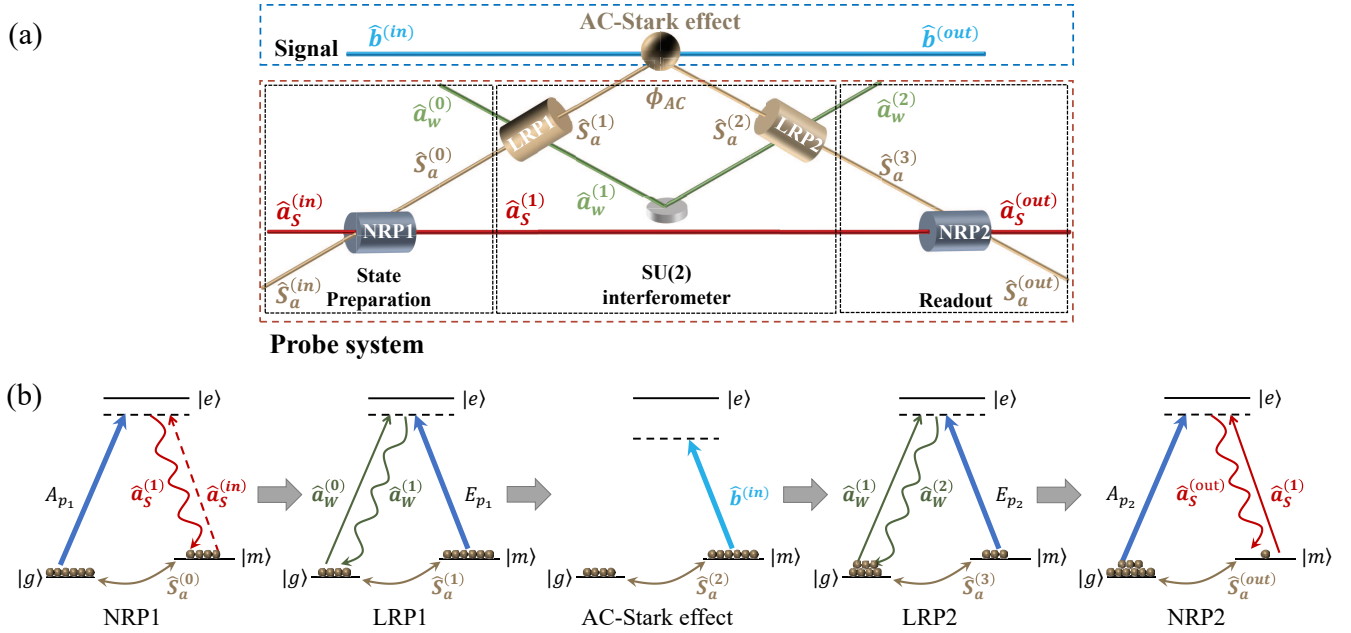 (a)
AC-Stark effect
Signal
b̂^(in)
b̂^(out)
â_W^(0)
LRP1
ϕ_AC
LRP2
â_W^(2)
Ŝ_a^(1)
Ŝ_a^(2)
Ŝ_a^(0)
Ŝ_a^(3)
â_W^(1)
â_S^(in)
â_S^(1)
â_S^(out)
NRP1
NRP2
Ŝ_a^(in)
State
Preparation
SU(2)
interferometer
Readout
Ŝ_a^(out)
Probe system
(b)
|e⟩
A_p1
â_S^(1)
â_S^(in)
|g⟩
|m⟩
Ŝ_a^(0)
NRP1
|e⟩
â_W^(0)
â_W^(1)
E_p1
|g⟩
|m⟩
Ŝ_a^(1)
LRP1
|e⟩
b̂^(in)
|g⟩
|m⟩
Ŝ_a^(2)
AC-Stark effect
|e⟩
â_W^(1)
â_W^(2)
E_p2
|g⟩
|m⟩
Ŝ_a^(3)
LRP2
|e⟩
A_p2
â_S^(out)
â_S^(1)
|g⟩
|m⟩
Ŝ_a^(out)
NRP2